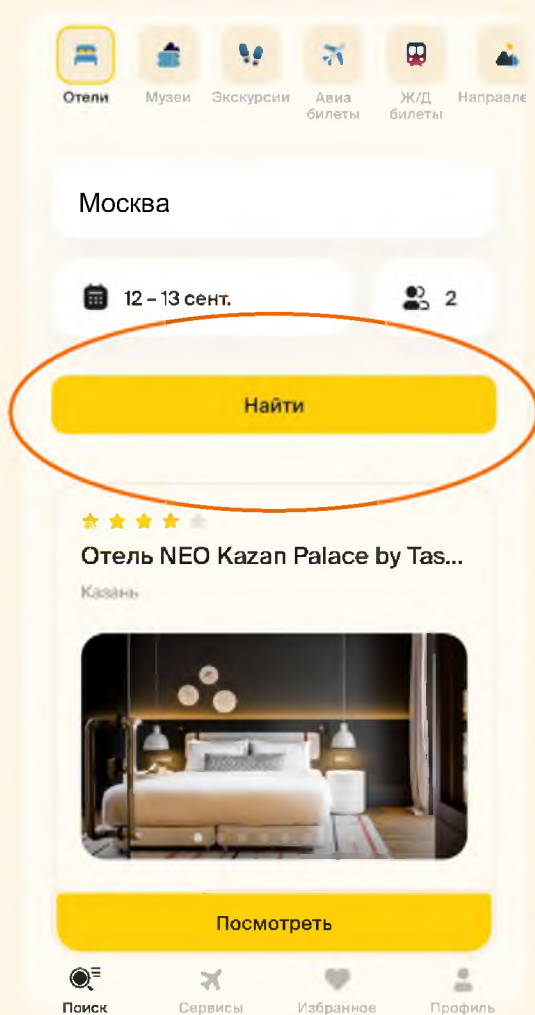 Отели
Музеи
Экскурсии
Авиа
билеты
Ж/Д
билеты
Направле
Москва
12 – 13 сент.
2
Найти
Отель NEO Kazan Palace by Tas...
Казань
Посмотреть
Поиск
Сервисы
Избранное
Профиль